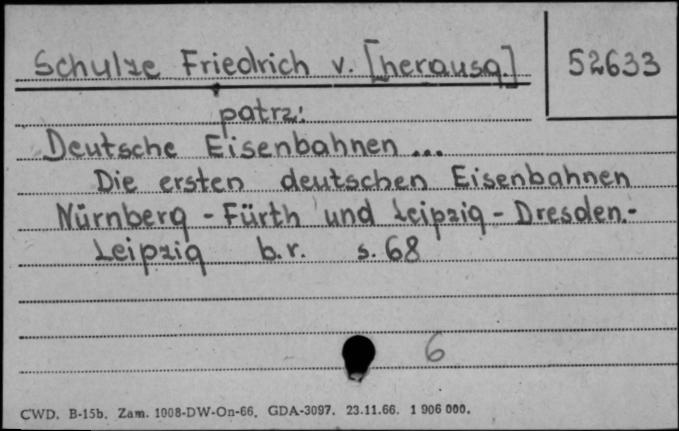 Schulze Friedrich v. [herausg.] 52633
patrz:
Deutsche Eisenbahnen ...
Die ersten deutschen Eisenbahnen
Nürnberg - Fürth und Leipzig - Dresden.-
Leipzig b.r. s. 68
6
CWD. B-15b. Zam. 1008-DW-On-66. GDA-3097. 23.11.66. 1 906 000.